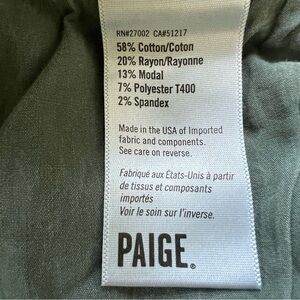 RN#27002 CA#51217
58% Cotton/Coton
20% Rayon/Rayonne
13% Modal
7% Polyester T400
2% Spandex
Made in the USA of Imported
fabric and components.
See care on reverse.
Fabriqué aux États-Unis à partir
de tissus et composants
importés
Voir le soin sur l'inverse.
PAIGE®